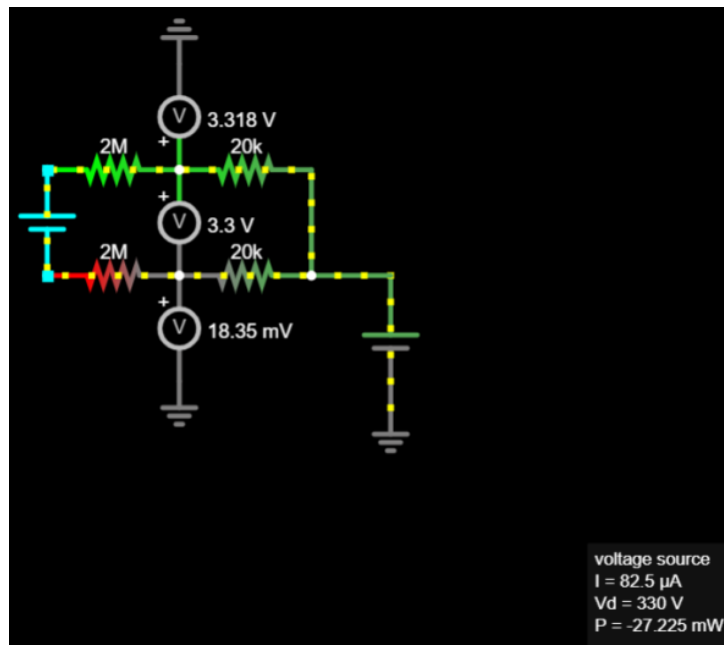 V
3.318 V
+
2M
20k
+
V
3.3 V
2M
20k
+
V
18.35 mV
voltage source
I = 82.5 µA
Vd = 330 V
P = -27.225 mW